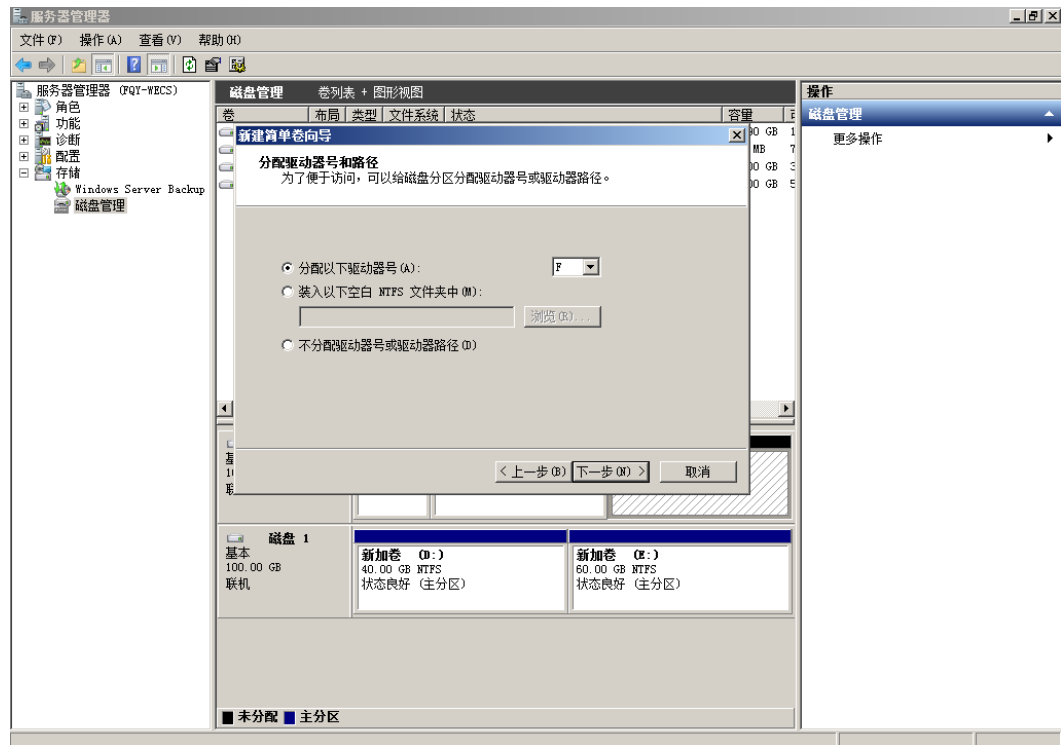 服务器管理器
文件(F) 操作(A) 查看(V) 帮助(H)
服务器管理器 (FQY-WECS)
角色
功能
诊断
配置
存储
Windows Server Backup
磁盘管理
磁盘管理 卷列表 + 图形视图
卷 布局 类型 文件系统 状态 容量
新建简单卷向导
分配驱动器号和路径
为了便于访问，可以给磁盘分区分配驱动器号或驱动器路径。
分配以下驱动器号(A): F
装入以下空白 NTFS 文件夹中(M):
浏览(R)...
不分配驱动器号或驱动器路径(D)
< 上一步(B) 下一步(N) > 取消
磁盘 1
基本
100.00 GB
联机
新加卷 (D:)
40.00 GB NTFS
状态良好 (主分区)
新加卷 (E:)
60.00 GB NTFS
状态良好 (主分区)
未分配 主分区
操作
磁盘管理
更多操作